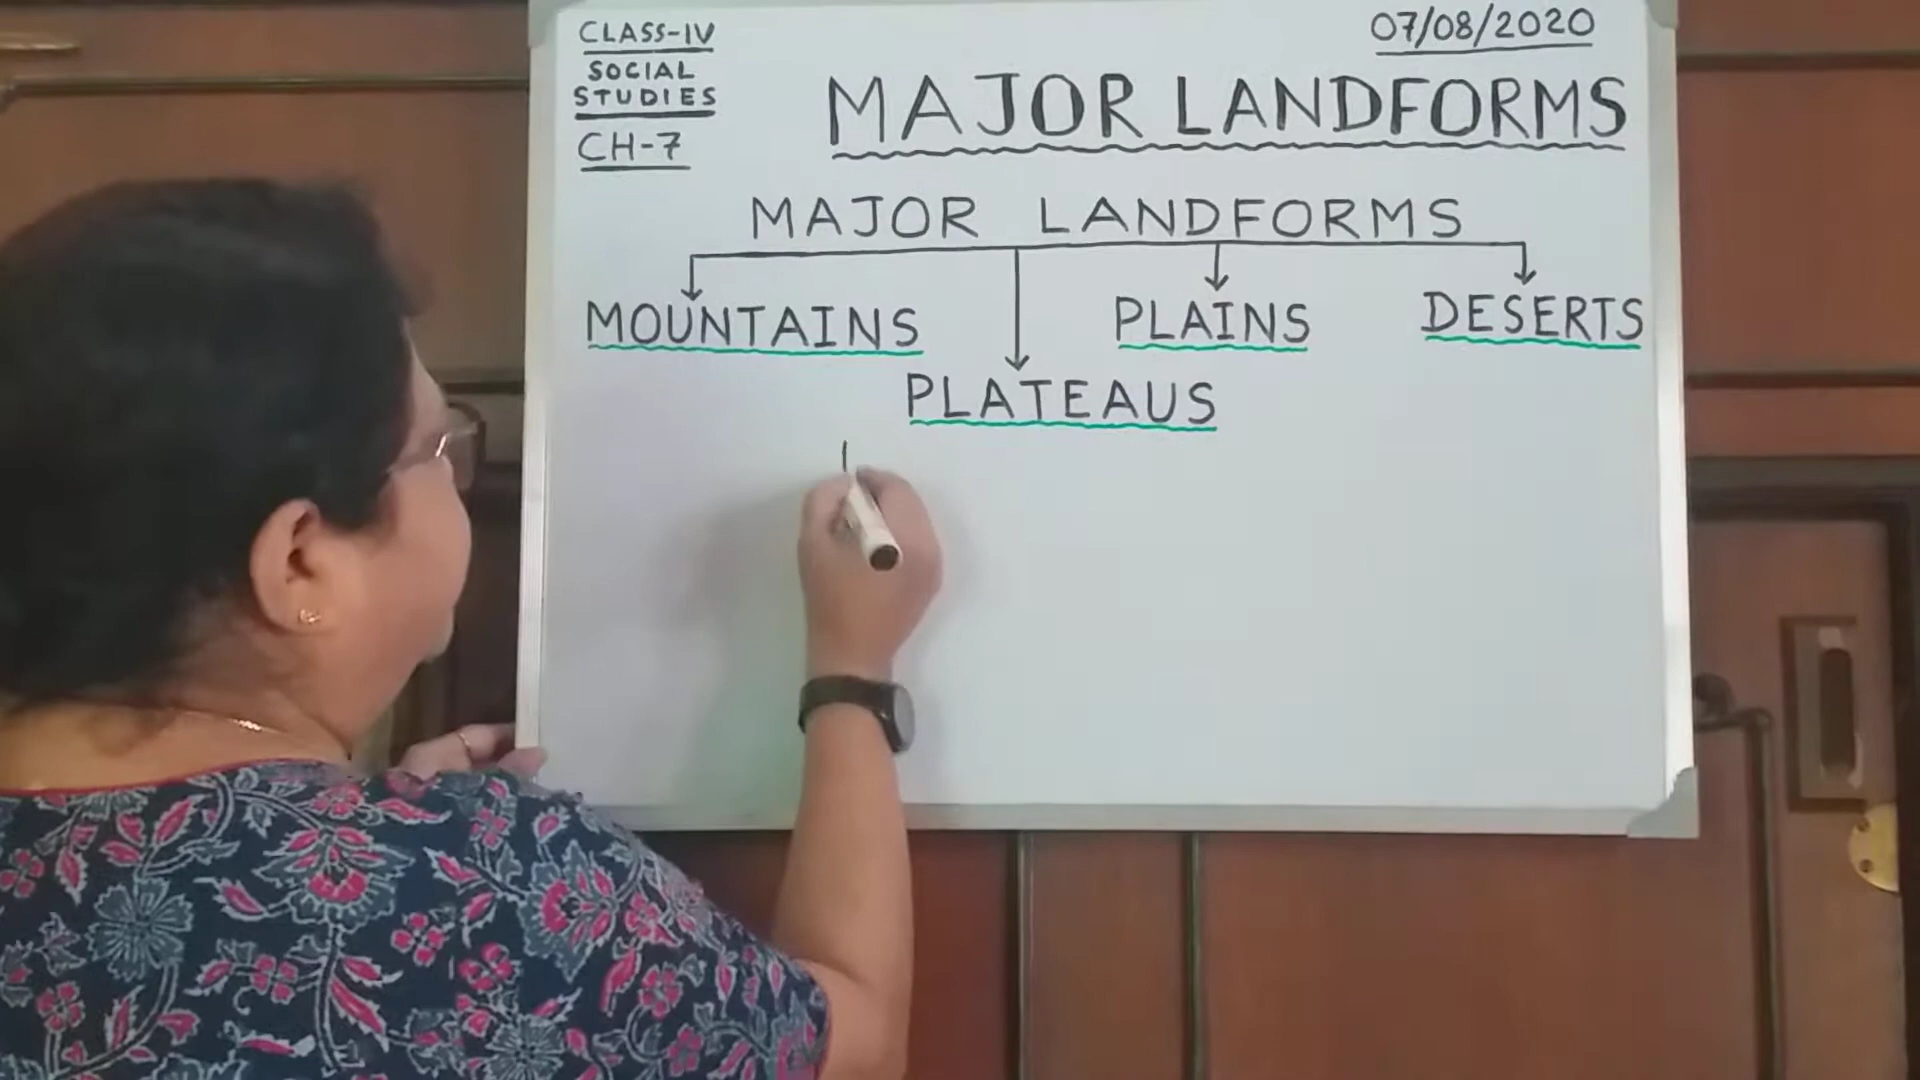 CLASS-IV
SOCIAL
STUDIES
CH-7
07/08/2020
MAJOR LANDFORMS
MAJOR LANDFORMS
MOUNTAINS
PLATEAUS
PLAINS
DESERTS